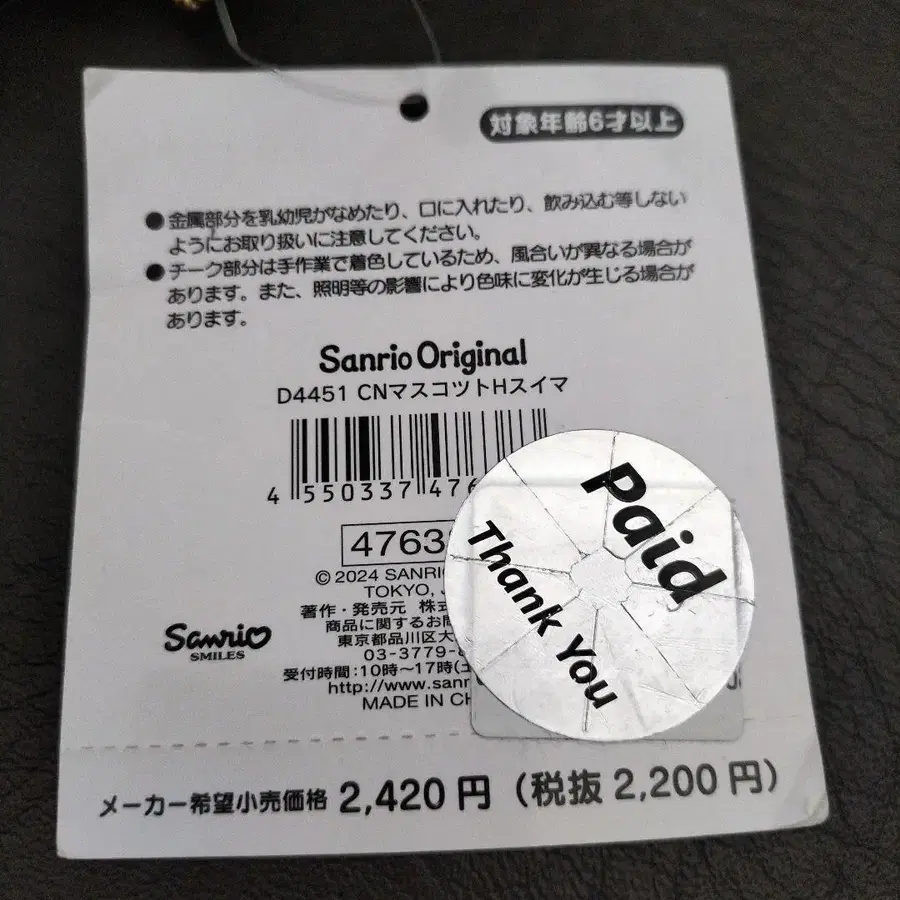 対象年齢6才以上
●金属部分を乳幼児がなめたり、口に入れたり、飲み込む等しない
ようにお取り扱いに注意してください。
●チーク部分は手作業で着色しているため、風合いが異なる場合が
あります。また、照明等の影響により色味に変化が生じる場合が
あります。
Sanrio Original
D4451 CNマスコツトHスイマ
4 550337 476
4763
© 2024 SANRIO
TOKYO, J
著作・発売元 株式
商品に関するお問
東京都品川区大
03-3779-8
受付時間:10時～17時(土
http://www.sanr
MADE IN CH
Sanrio
SMILES
Paid
Thank You
メーカー希望小売価格 2,420 円 (税抜 2,200 円)